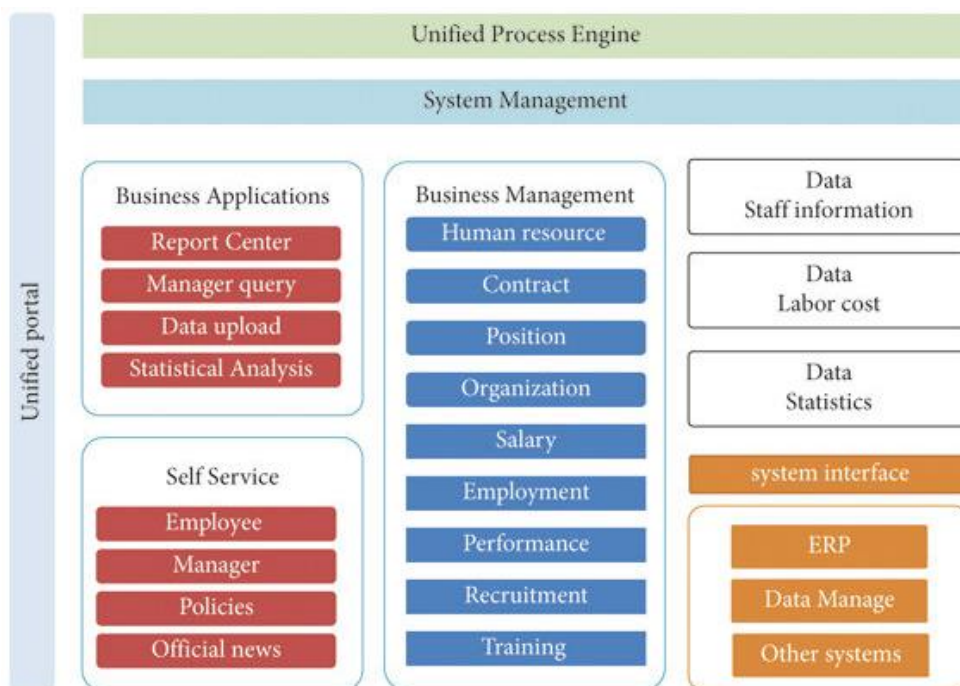 Unified portal
Unified Process Engine
System Management
Business Applications
Report Center
Manager query
Data upload
Statistical Analysis
Self Service
Employee
Manager
Policies
Official news
Business Management
Human resource
Contract
Position
Organization
Salary
Employment
Performance
Recruitment
Training
Data
Staff information
Data
Labor cost
Data
Statistics
system interface
ERP
Data Manage
Other systems